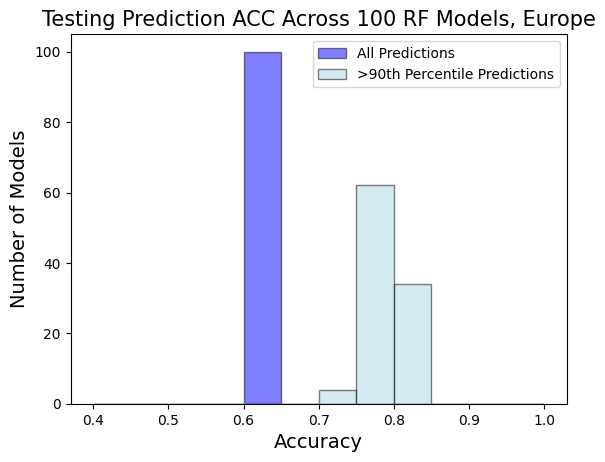 Testing Prediction ACC Across 100 RF Models, Europe
All Predictions
>90th Percentile Predictions
Number of Models
100
80
60
40
20
0
0.4 0.5 0.6 0.7 0.8 0.9 1.0
Accuracy